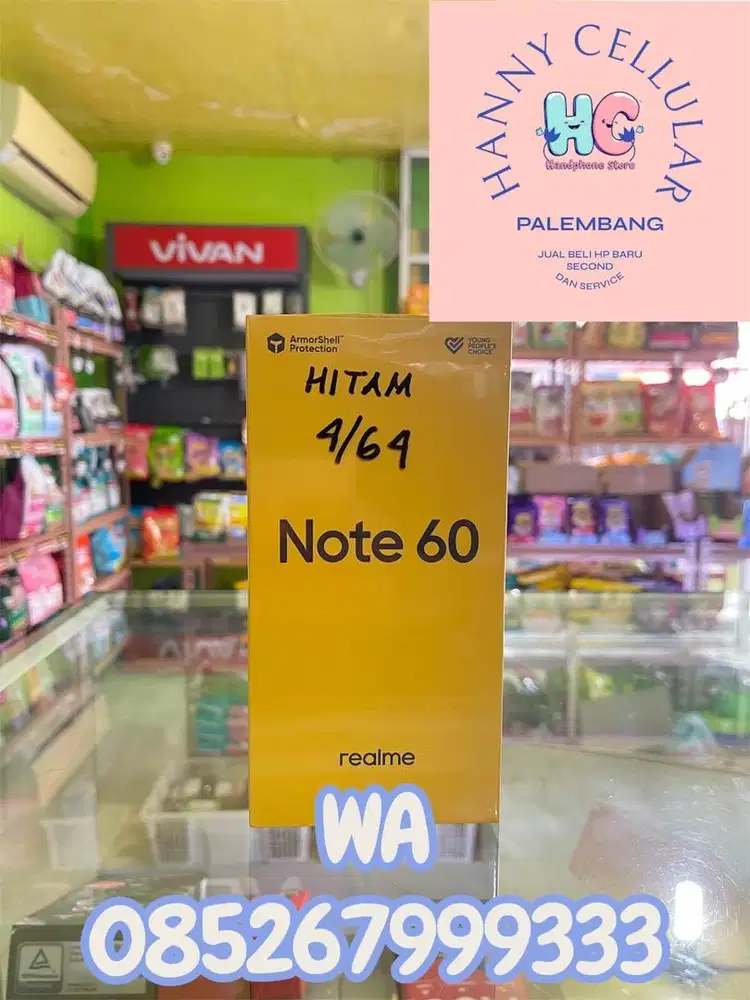 HANNY CELLULAR
HC
Handphone Store
PALEMBANG
JUAL BELI HP BARU
SECOND
DAN SERVICE
ViVAN
ArmorShell™
Protection
YOUNG
PEOPLE'S
CHOICE
HITAM
4/64
Note 60
realme
WA
085267999333